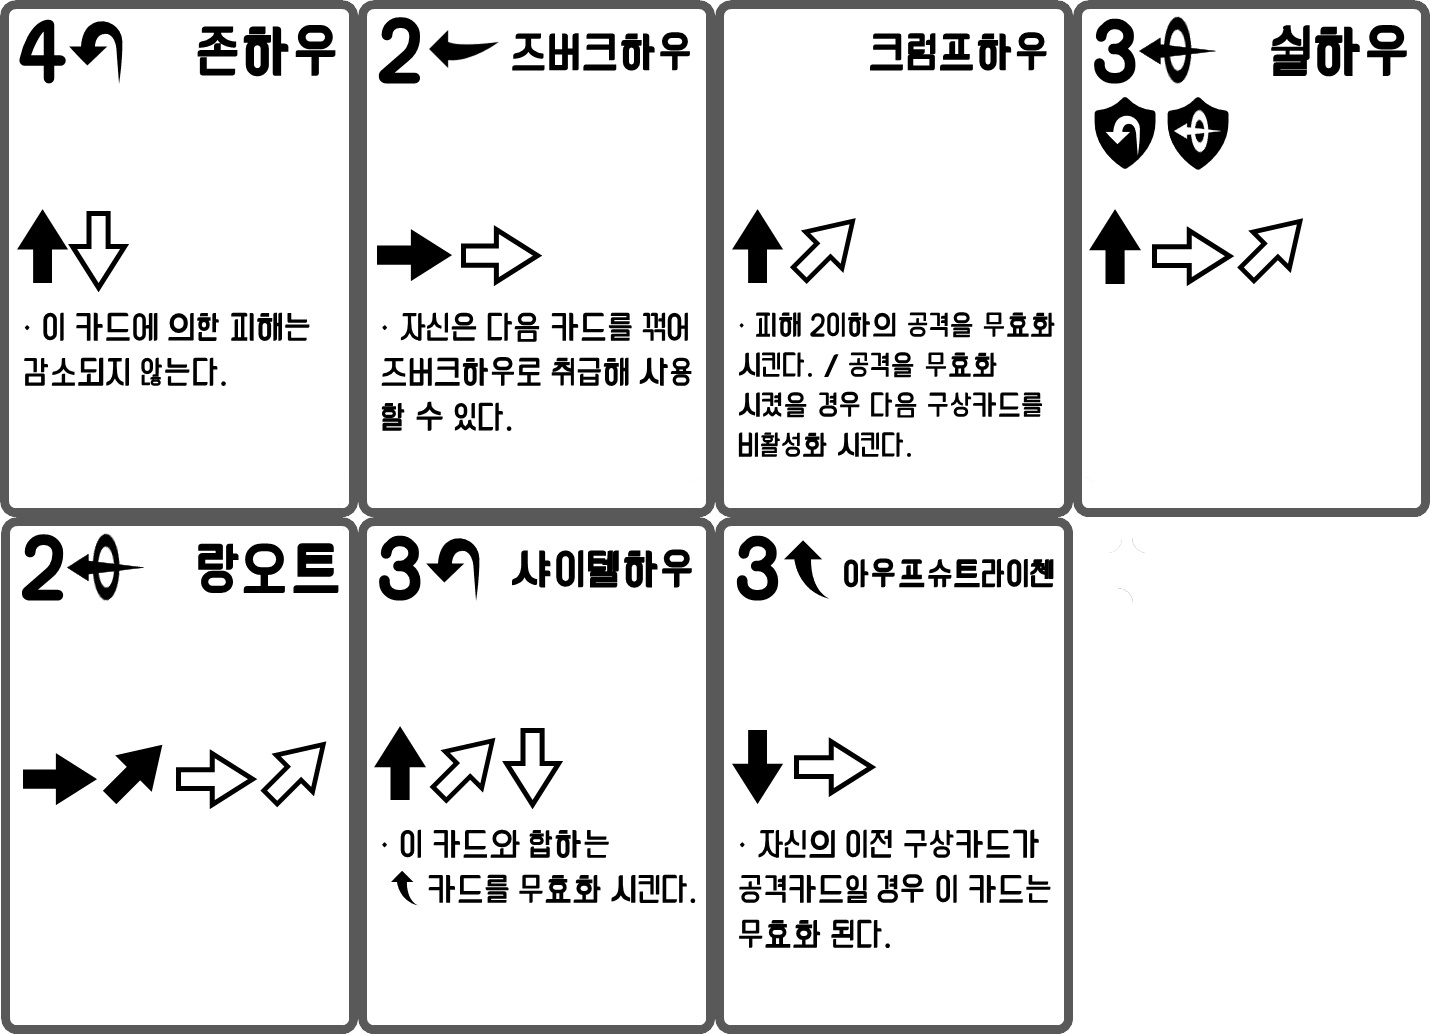 4 존하우
· 이 카드에 의한 피해는
감소되지 않는다.
2 즈버크하우
· 자신은 다음 카드를 꺾어
즈버크하우로 취급해 사용
할 수 있다.
크럼프하우
· 피해 2이하의 공격을 무효화
시킨다. / 공격을 무효화
시켰을 경우 다음 구상카드를
비활성화 시킨다.
3 쉴하우
2 랑오트
3 샤이텔하우
· 이 카드와 합하는
카드를 무효화 시킨다.
3 아우프슈트라이첸
· 자신의 이전 구상카드가
공격카드일 경우 이 카드는
무효화 된다.